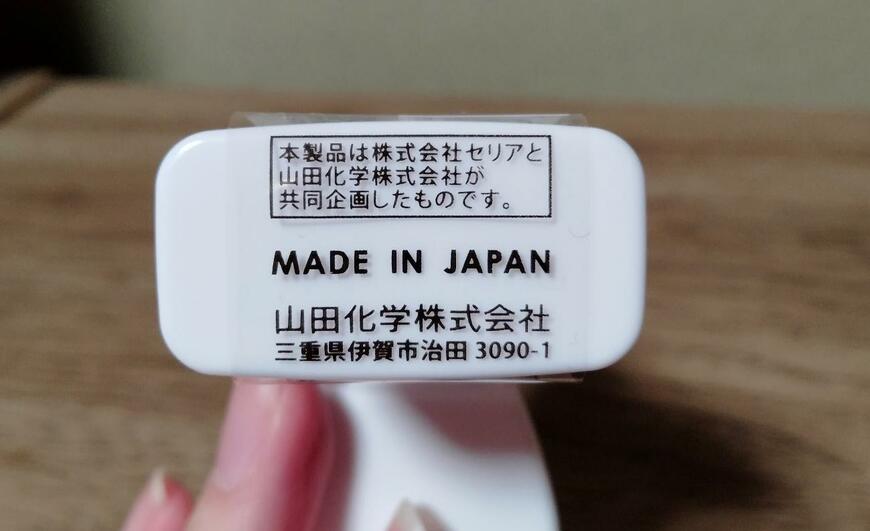 本製品は株式会社セリアと
山田化学株式会社が
共同企画したものです。
MADE IN JAPAN
山田化学株式会社
三重県伊賀市治田 3090-1